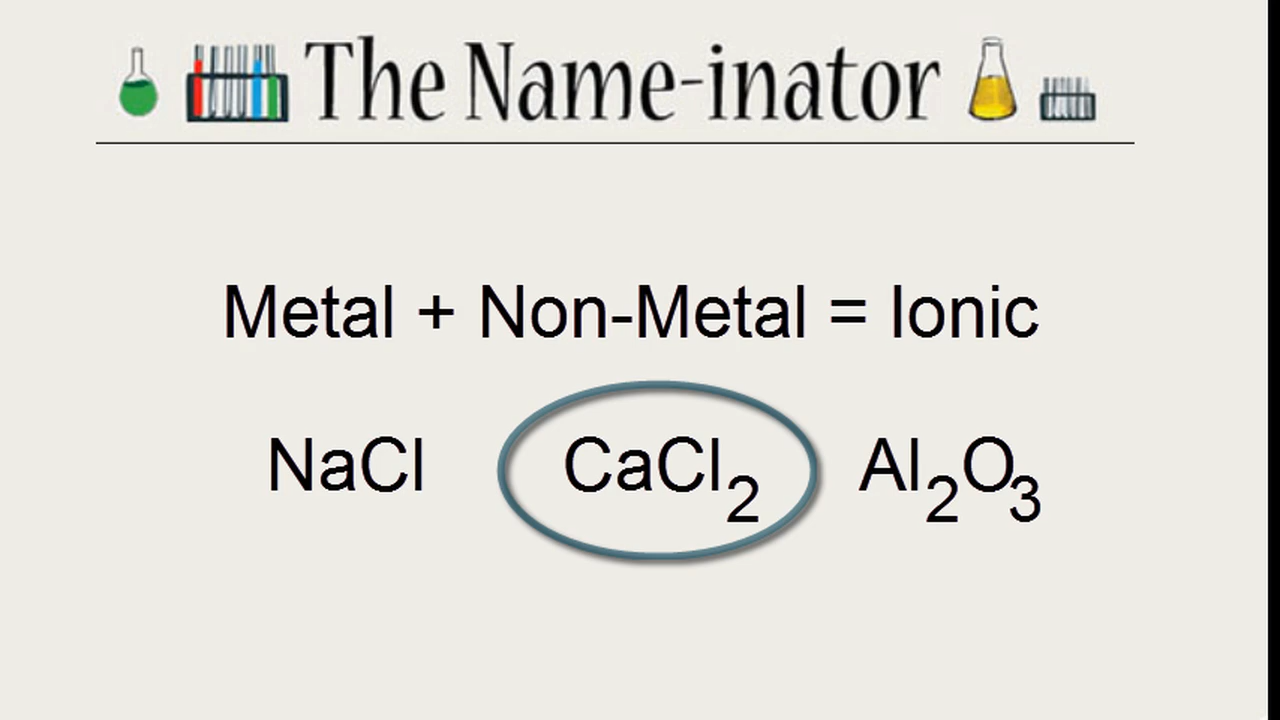 The Name-inator
Metal + Non-Metal = Ionic
NaCl CaCl₂ Al₂O₃